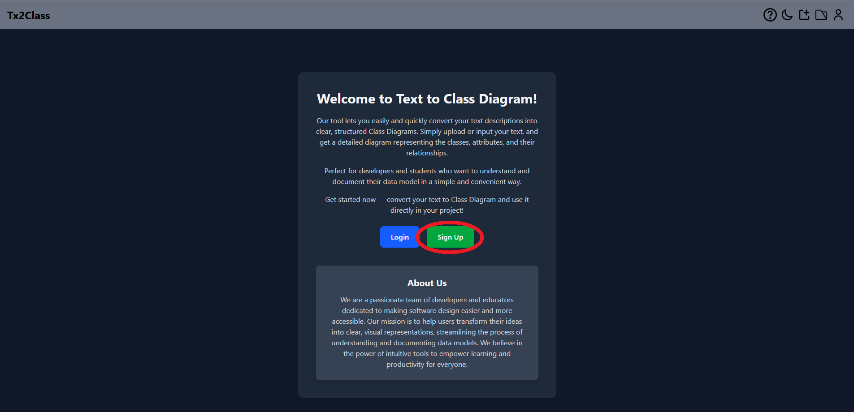 Tx2Class
Welcome to Text to Class Diagram!
Our tool lets you easily and quickly convert your text descriptions into
clear, structured Class Diagrams. Simply upload or input your text, and
get a detailed diagram representing the classes, attributes, and their
relationships.
Perfect for developers and students who want to understand and
document their data model in a simple and convenient way.
Get started now convert your text to Class Diagram and use it
directly in your project!
Login Sign Up
About Us
We are a passionate team of developers and educators
dedicated to making software design easier and more
accessible. Our mission is to help users transform their ideas
into clear, visual representations, streamlining the process of
understanding and documenting data models. We believe in
the power of intuitive tools to empower learning and
productivity for everyone.